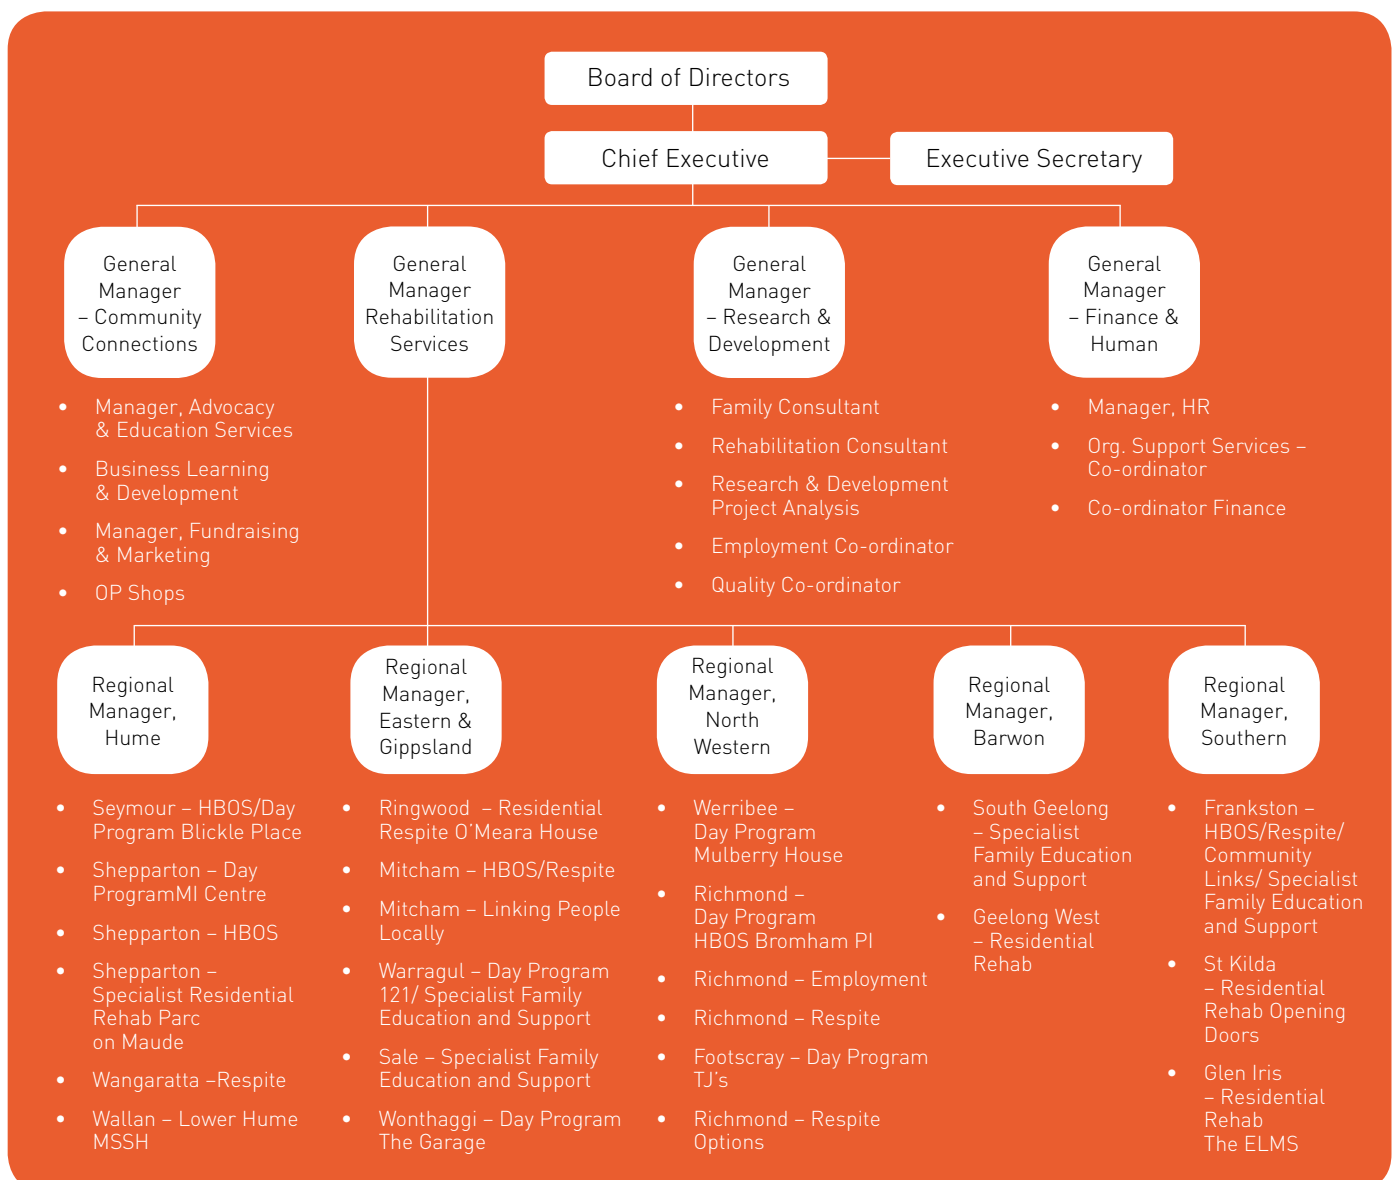 Board of Directors
Chief Executive
Executive Secretary
General
Manager
– Community
Connections
General
Manager
Rehabilitation
Services
General
Manager
– Research &
Development
General
Manager
– Finance &
Human
• Manager, Advocacy
& Education Services
• Business Learning
& Development
• Manager, Fundraising
& Marketing
• OP Shops
• Family Consultant
• Rehabilitation Consultant
• Research & Development
Project Analysis
• Employment Co-ordinator
• Quality Co-ordinator
• Manager, HR
• Org. Support Services –
Co-ordinator
• Co-ordinator Finance
Regional
Manager,
Hume
Regional
Manager,
Eastern &
Gippsland
Regional
Manager,
North
Western
Regional
Manager,
Barwon
Regional
Manager,
Southern
• Seymour – HBOS/Day
Program Blickle Place
• Shepparton – Day
ProgramMI Centre
• Shepparton – HBOS
• Shepparton –
Specialist Residential
Rehab Parc
on Maude
• Wangaratta –Respite
• Wallan – Lower Hume
MSSH
• Ringwood – Residential
Respite O'Meara House
• Mitcham – HBOS/Respite
• Mitcham – Linking People
Locally
• Warragul – Day Program
121/ Specialist Family
Education and Support
• Sale – Specialist Family
Education and Support
• Wonthaggi – Day Program
The Garage
• Werribee –
Day Program
Mulberry House
• Richmond –
Day Program
HBOS Bromham Pl
• Richmond – Employment
• Richmond – Respite
• Footscray – Day Program
TJ's
• Richmond – Respite
Options
• South Geelong
– Specialist
Family Education
and Support
• Geelong West
– Residential
Rehab
• Frankston –
HBOS/Respite/
Community
Links/ Specialist
Family Education
and Support
• St Kilda
– Residential
Rehab Opening
Doors
• Glen Iris
– Residential
Rehab
The ELMS